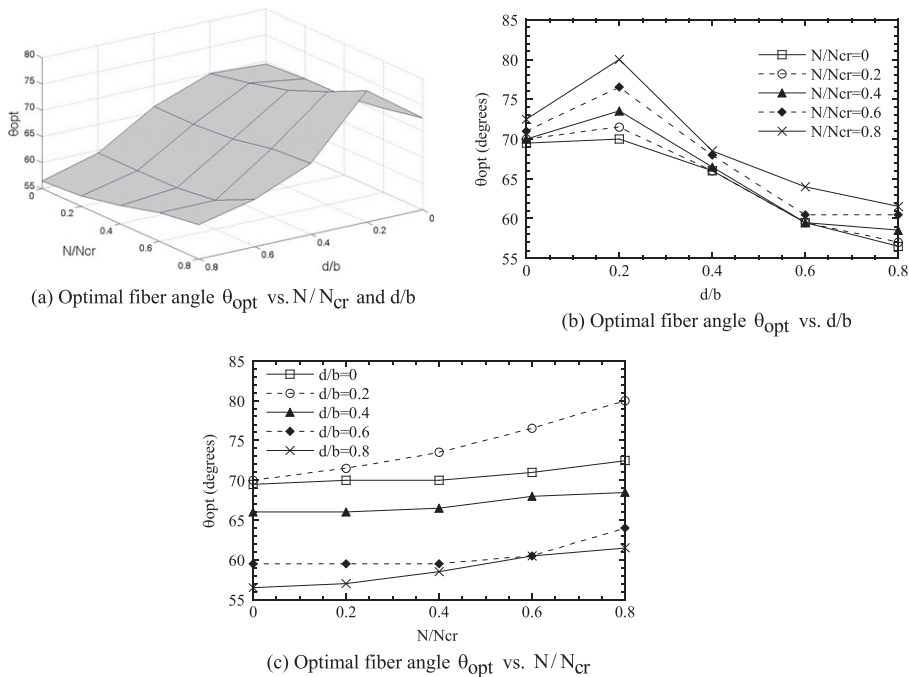 80
75
70
65
60
55
θopt
0
0.2
0.4
0.6
0.8
N/Ncr
0.8
0.6
0.4
0.2
0
d/b
(a) Optimal fiber angle θopt vs. N/Ncr and d/b
85
80
75
70
65
60
55
θopt (degrees)
N/Ncr=0
N/Ncr=0.2
N/Ncr=0.4
N/Ncr=0.6
N/Ncr=0.8
0 0.2 0.4 0.6 0.8
d/b
(b) Optimal fiber angle θopt vs. d/b
85
80
75
70
65
60
55
θopt (degrees)
d/b=0
d/b=0.2
d/b=0.4
d/b=0.6
d/b=0.8
0 0.2 0.4 0.6 0.8
N/Ncr
(c) Optimal fiber angle θopt vs. N/Ncr